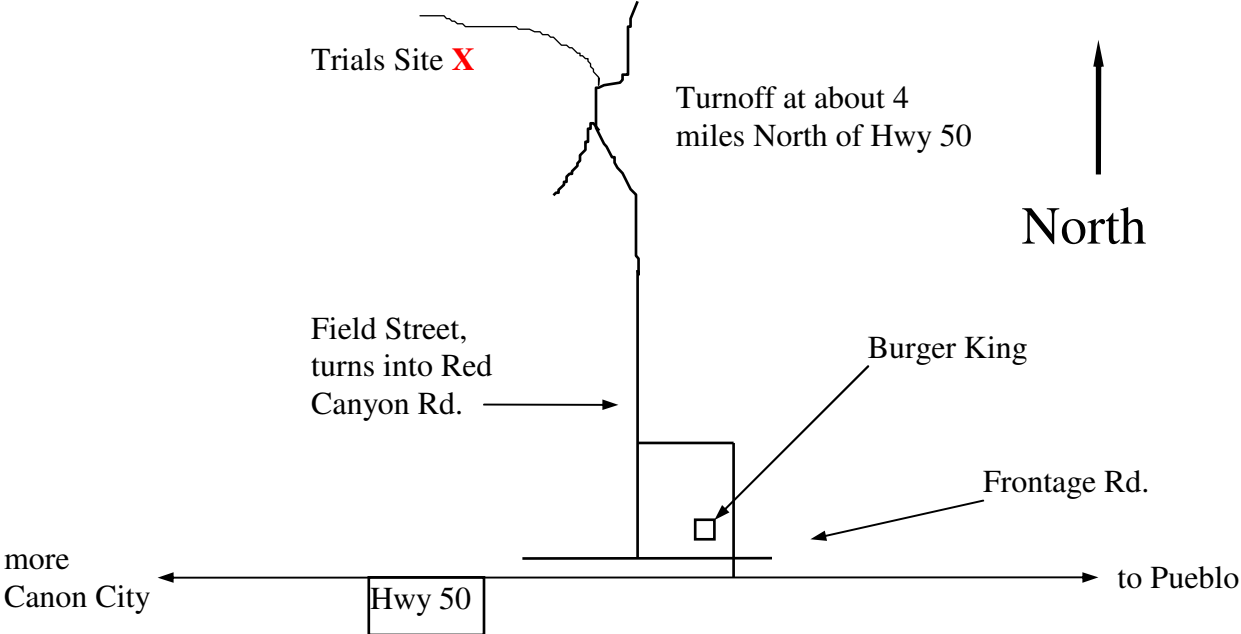 Trials Site X
Turnoff at about 4
miles North of Hwy 50
North
Field Street,
turns into Red
Canyon Rd.
Burger King
Frontage Rd.
more
Canon City
Hwy 50
to Pueblo